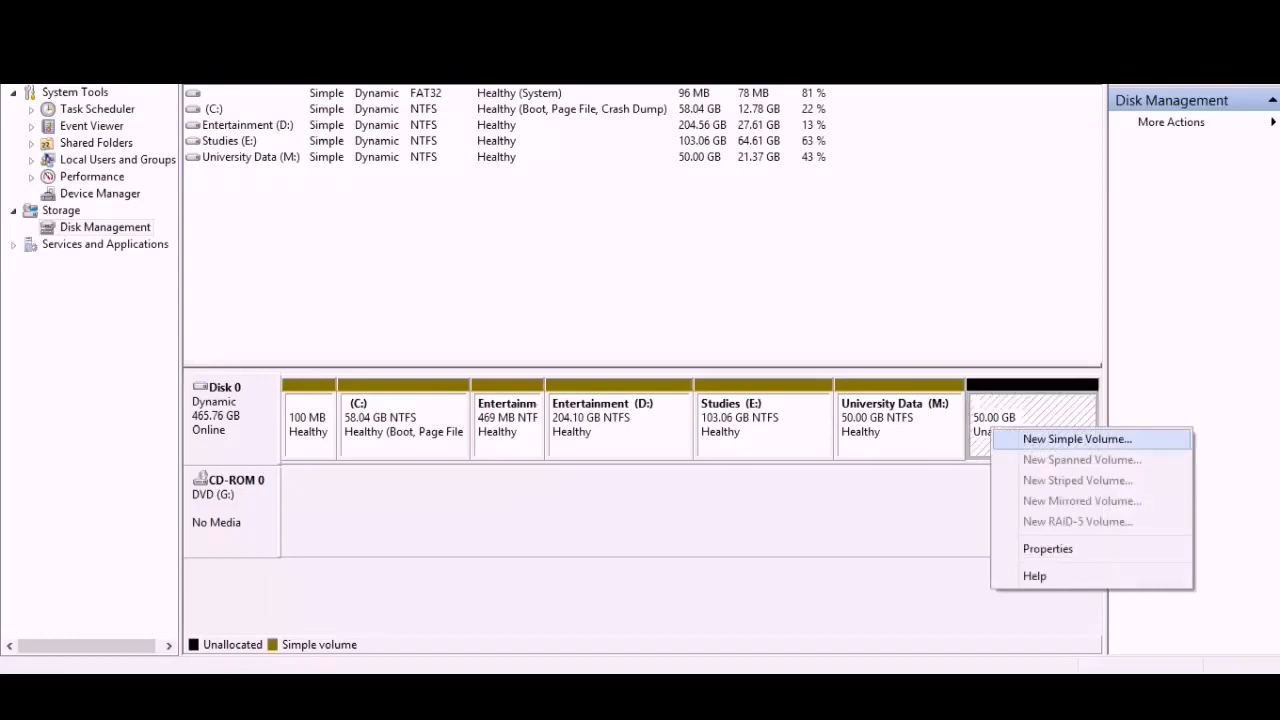 System Tools
Task Scheduler
Event Viewer
Shared Folders
Local Users and Groups
Performance
Device Manager
Storage
Disk Management
Services and Applications
Simple Dynamic FAT32 Healthy (System) 96 MB 78 MB 81 %
(C:) Simple Dynamic NTFS Healthy (Boot, Page File, Crash Dump) 58.04 GB 12.78 GB 22 %
Entertainment (D:) Simple Dynamic NTFS Healthy 204.56 GB 27.61 GB 13 %
Studies (E:) Simple Dynamic NTFS Healthy 103.06 GB 64.61 GB 63 %
University Data (M:) Simple Dynamic NTFS Healthy 50.00 GB 21.37 GB 43 %
Disk Management
More Actions
Disk 0
Dynamic
465.76 GB
Online
100 MB
Healthy
(C:)
58.04 GB NTFS
Healthy (Boot, Page File
Entertainm
469 MB NTF
Healthy
Entertainment (D:)
204.10 GB NTFS
Healthy
Studies (E:)
103.06 GB NTFS
Healthy
University Data (M:)
50.00 GB NTFS
Healthy
50.00 GB
Una
New Simple Volume...
New Spanned Volume...
New Striped Volume...
New Mirrored Volume...
New RAID-5 Volume...
Properties
Help
CD-ROM 0
DVD (G:)
No Media
Unallocated Simple volume